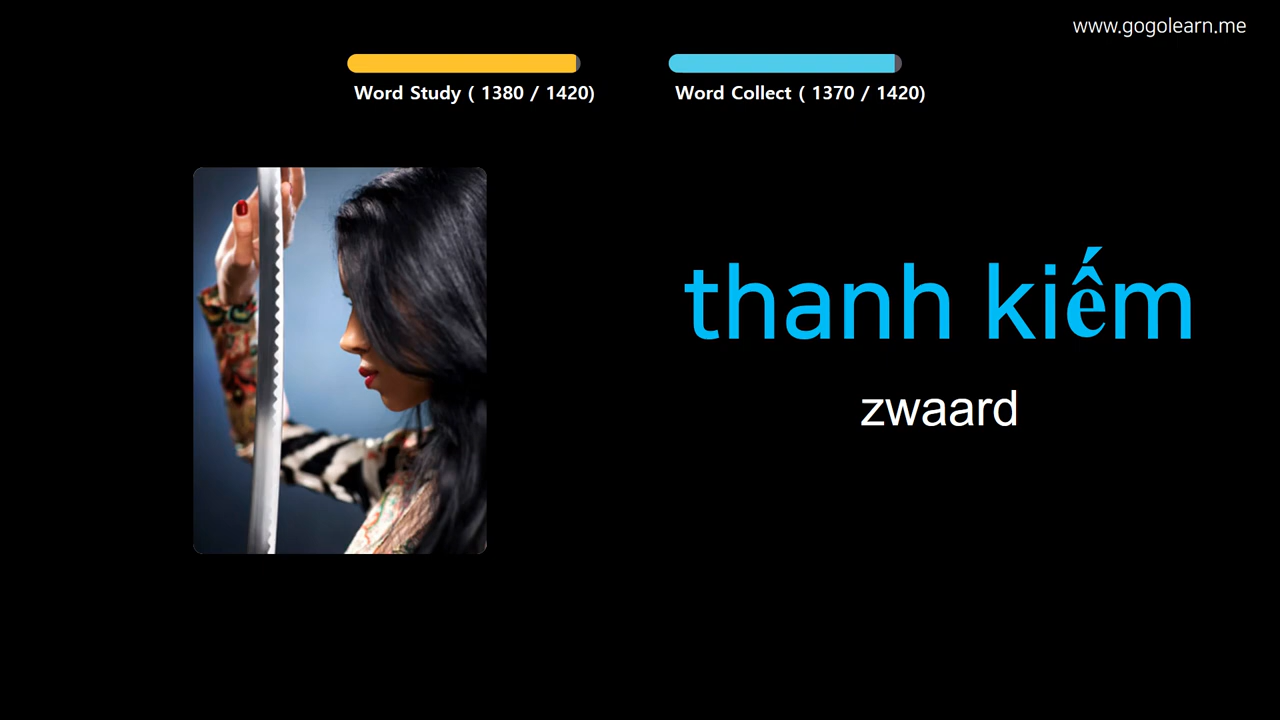 www.gogolearn.me
Word Study ( 1380 / 1420)
Word Collect ( 1370 / 1420)
thanh kiếm
zwaard